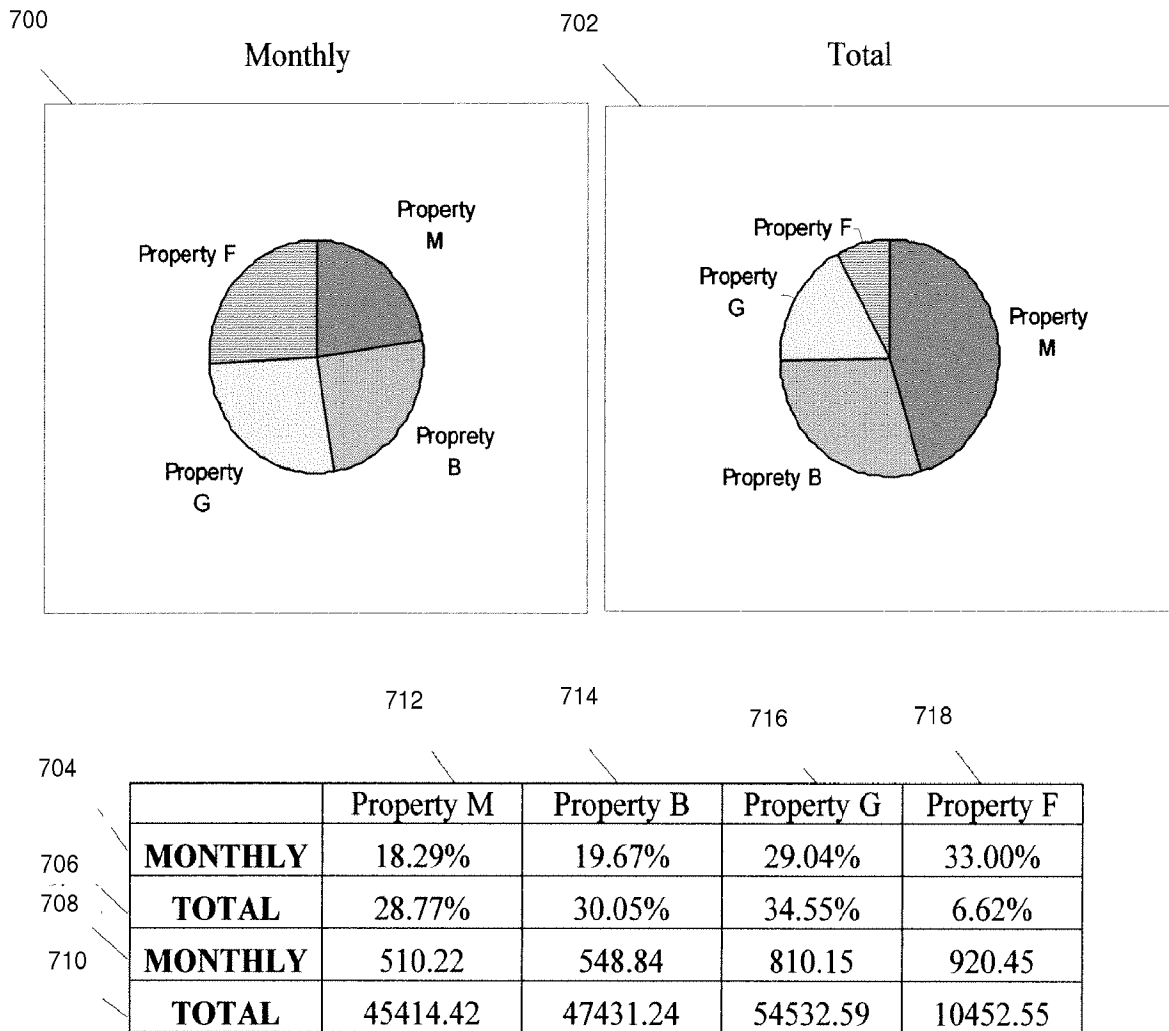 700
702
Monthly
Total
Property
M
Property F
Proprety
B
Property
G
Property F
Property
G
Property
M
Proprety B
712
714
716
718
704
706
708
710
Property M Property B Property G Property F
MONTHLY 18.29% 19.67% 29.04% 33.00%
TOTAL 28.77% 30.05% 34.55% 6.62%
MONTHLY 510.22 548.84 810.15 920.45
TOTAL 45414.42 47431.24 54532.59 10452.55